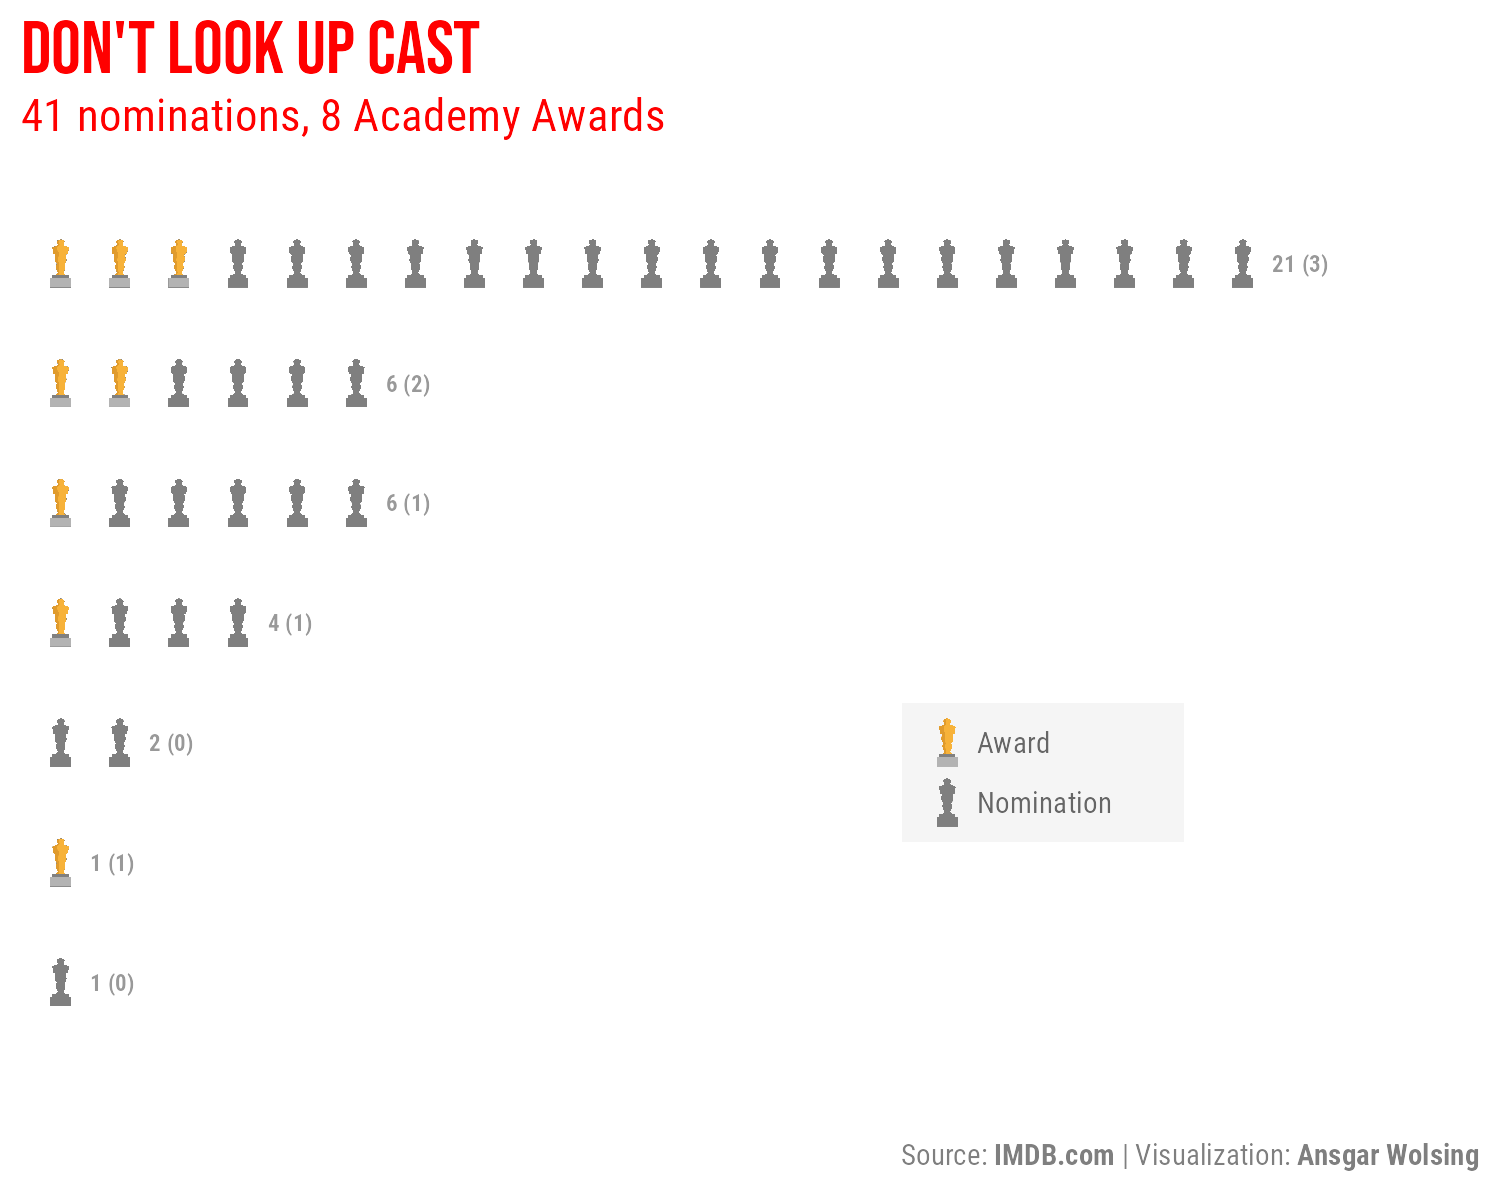 DON'T LOOK UP CAST
41 nominations, 8 Academy Awards
21 (3)
6 (2)
6 (1)
4 (1)
2 (0)
Award
Nomination
1 (1)
1 (0)
Source: IMDB.com | Visualization: Ansgar Wolsing